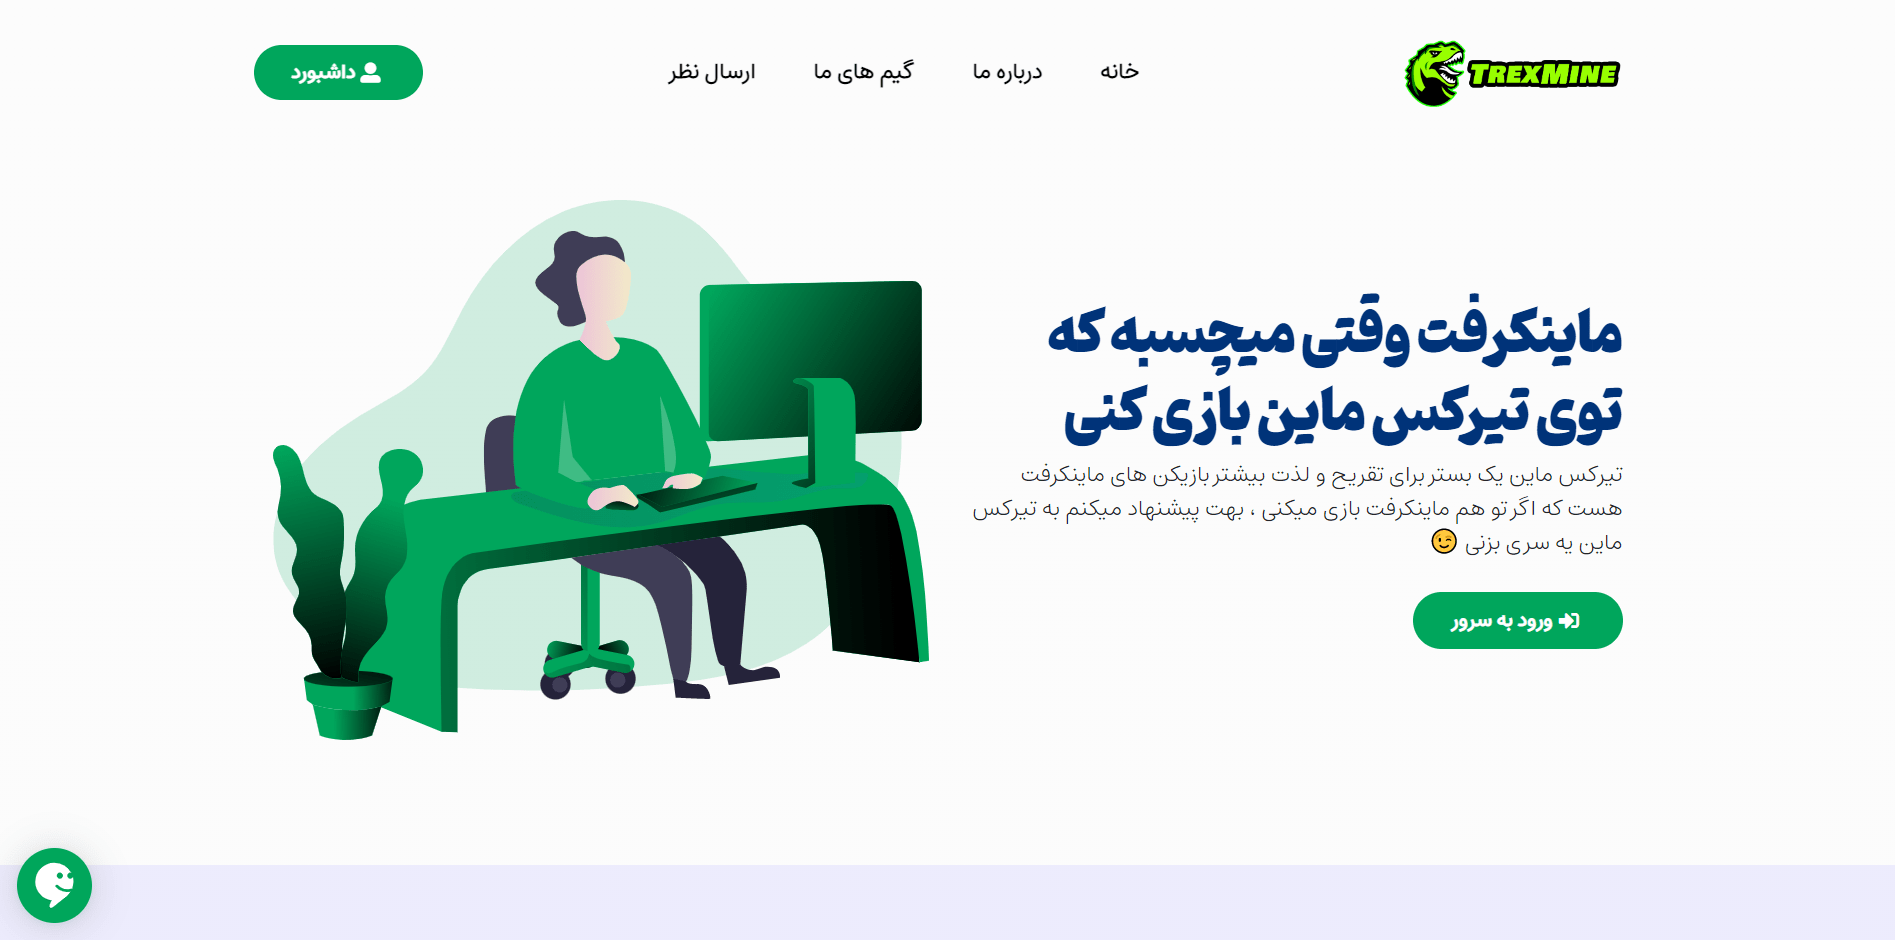 TREXMINE
خانه
درباره ما
گیم های ما
ارسال نظر
داشبورد
ماینکرفت وقتی میچسبه که
توی تیرکس ماین بازی کنی
تیرکس ماین یک بستر برای تقریح و لذت بیشتر بازیکن های ماینکرفت
هست که اگر تو هم ماینکرفت بازی میکنی ، بهت پیشنهاد میکنم به تیرکس
ماین یه سری بزنی 😉
ورود به سرور